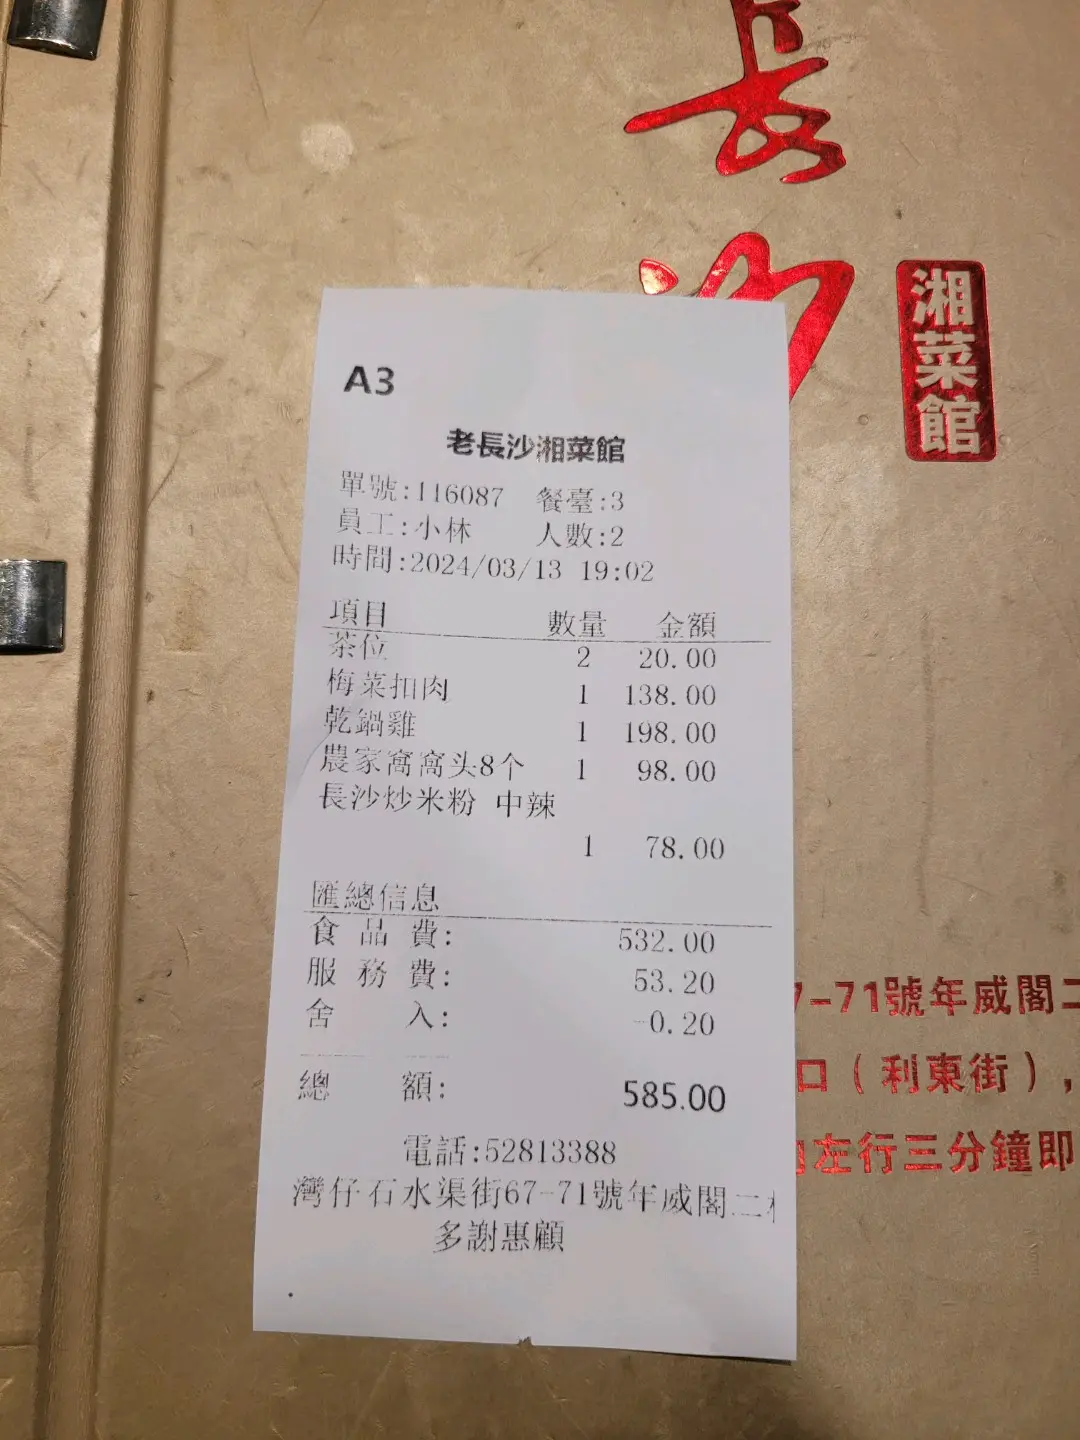 長沙
湘菜館
A3
老長沙湘菜館
單號:116087 餐臺:3
員工:小林 人數:2
時間:2024/03/13 19:02
項目 數量 金額
茶位 2 20.00
梅菜扣肉 1 138.00
乾鍋雞 1 198.00
農家窩窩头8个 1 98.00
長沙炒米粉 中辣
1 78.00
匯總信息
食品費: 532.00
服務費: 53.20
舍入: -0.20
總額: 585.00
電話:52813388
灣仔石水渠街67-71號年威閣二
多謝惠顧
7-71號年威閣二
口（利東街），
左行三分鐘即